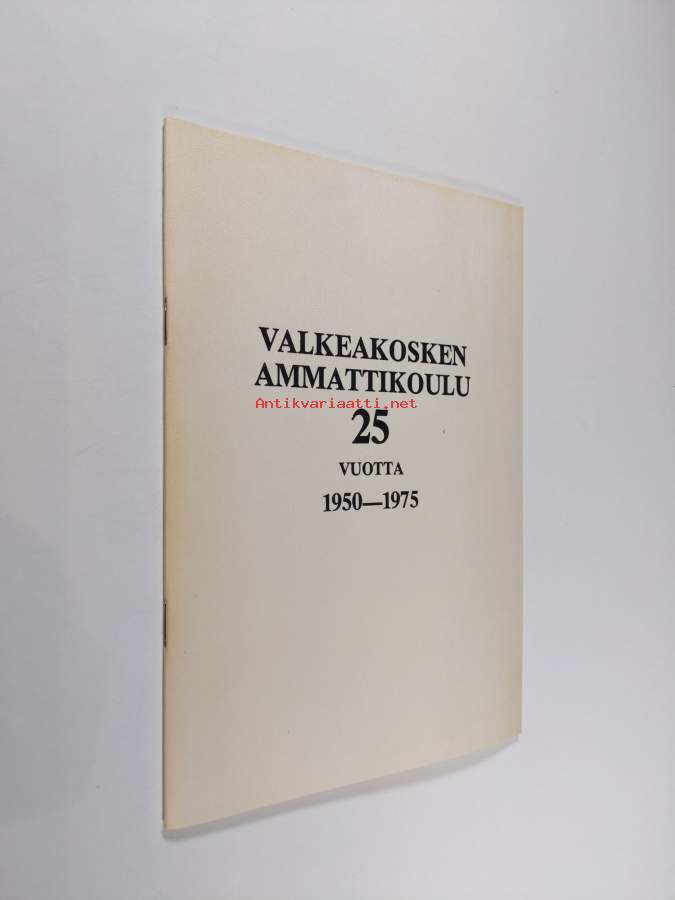 VALKEAKOSKEN
AMMATTIKOULU
Antikvariaatti.net
25
VUOTTA
1950—1975